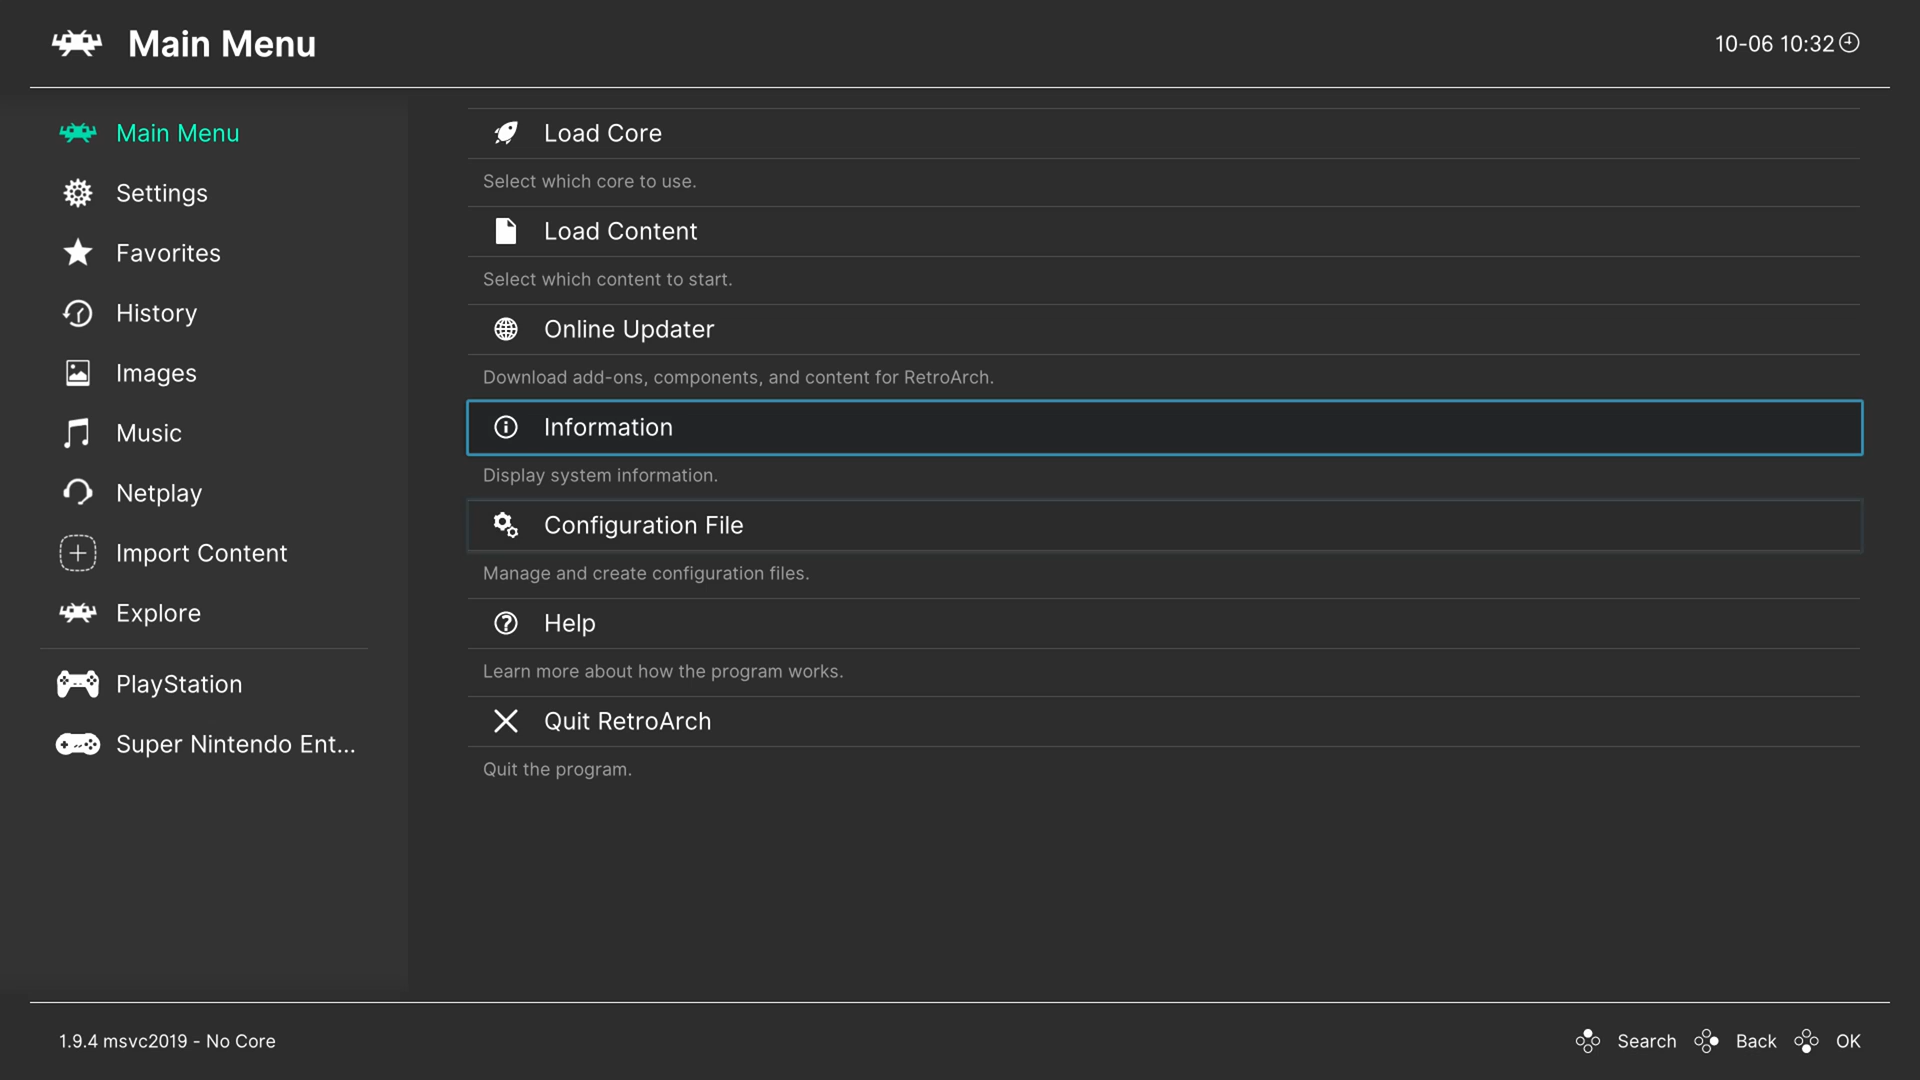 Main Menu
10-06 10:32
Main Menu
Settings
Favorites
History
Images
Music
Netplay
Import Content
Explore
PlayStation
Super Nintendo Ent...
Load Core
Select which core to use.
Load Content
Select which content to start.
Online Updater
Download add-ons, components, and content for RetroArch.
Information
Display system information.
Configuration File
Manage and create configuration files.
Help
Learn more about how the program works.
Quit RetroArch
Quit the program.
1.9.4 msvc2019 - No Core
Search Back OK